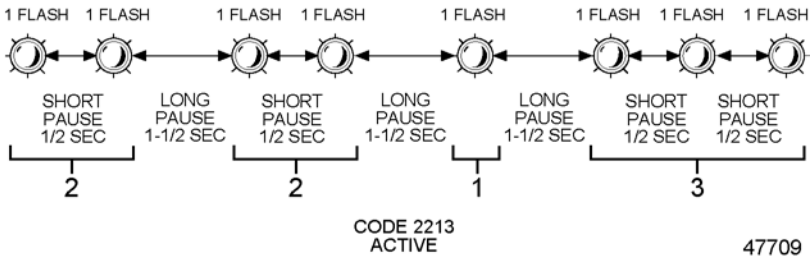 1 FLASH 1 FLASH 1 FLASH 1 FLASH 1 FLASH 1 FLASH 1 FLASH 1 FLASH
SHORT PAUSE 1/2 SEC
LONG PAUSE 1-1/2 SEC
SHORT PAUSE 1/2 SEC
LONG PAUSE 1-1/2 SEC
LONG PAUSE 1-1/2 SEC
SHORT PAUSE 1/2 SEC
SHORT PAUSE 1/2 SEC
2 2 1 3
CODE 2213
ACTIVE
47709